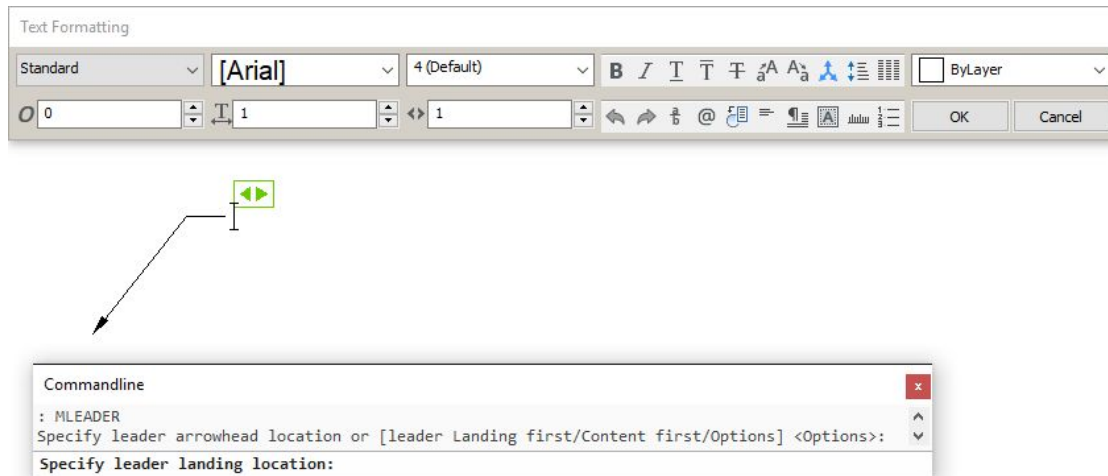 Text Formatting
Standard [Arial] 4 (Default) B I T T T ByLayer
0 T 1 1 @ A OK Cancel
Commandline x
: MLEADER
Specify leader arrowhead location or [leader Landing first/Content first/Options] <Options>:
Specify leader landing location: